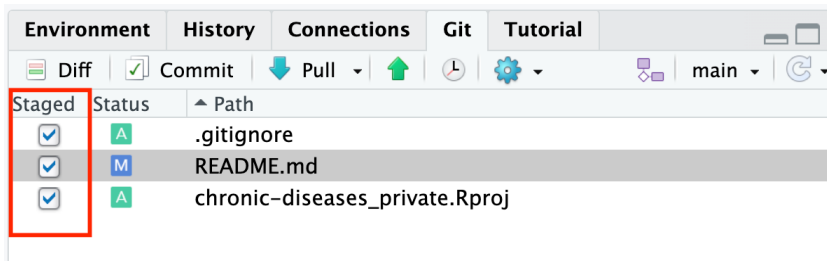 Environment History Connections Git Tutorial
Diff Commit Pull main
Staged Status Path
A .gitignore
M README.md
A chronic-diseases_private.Rproj